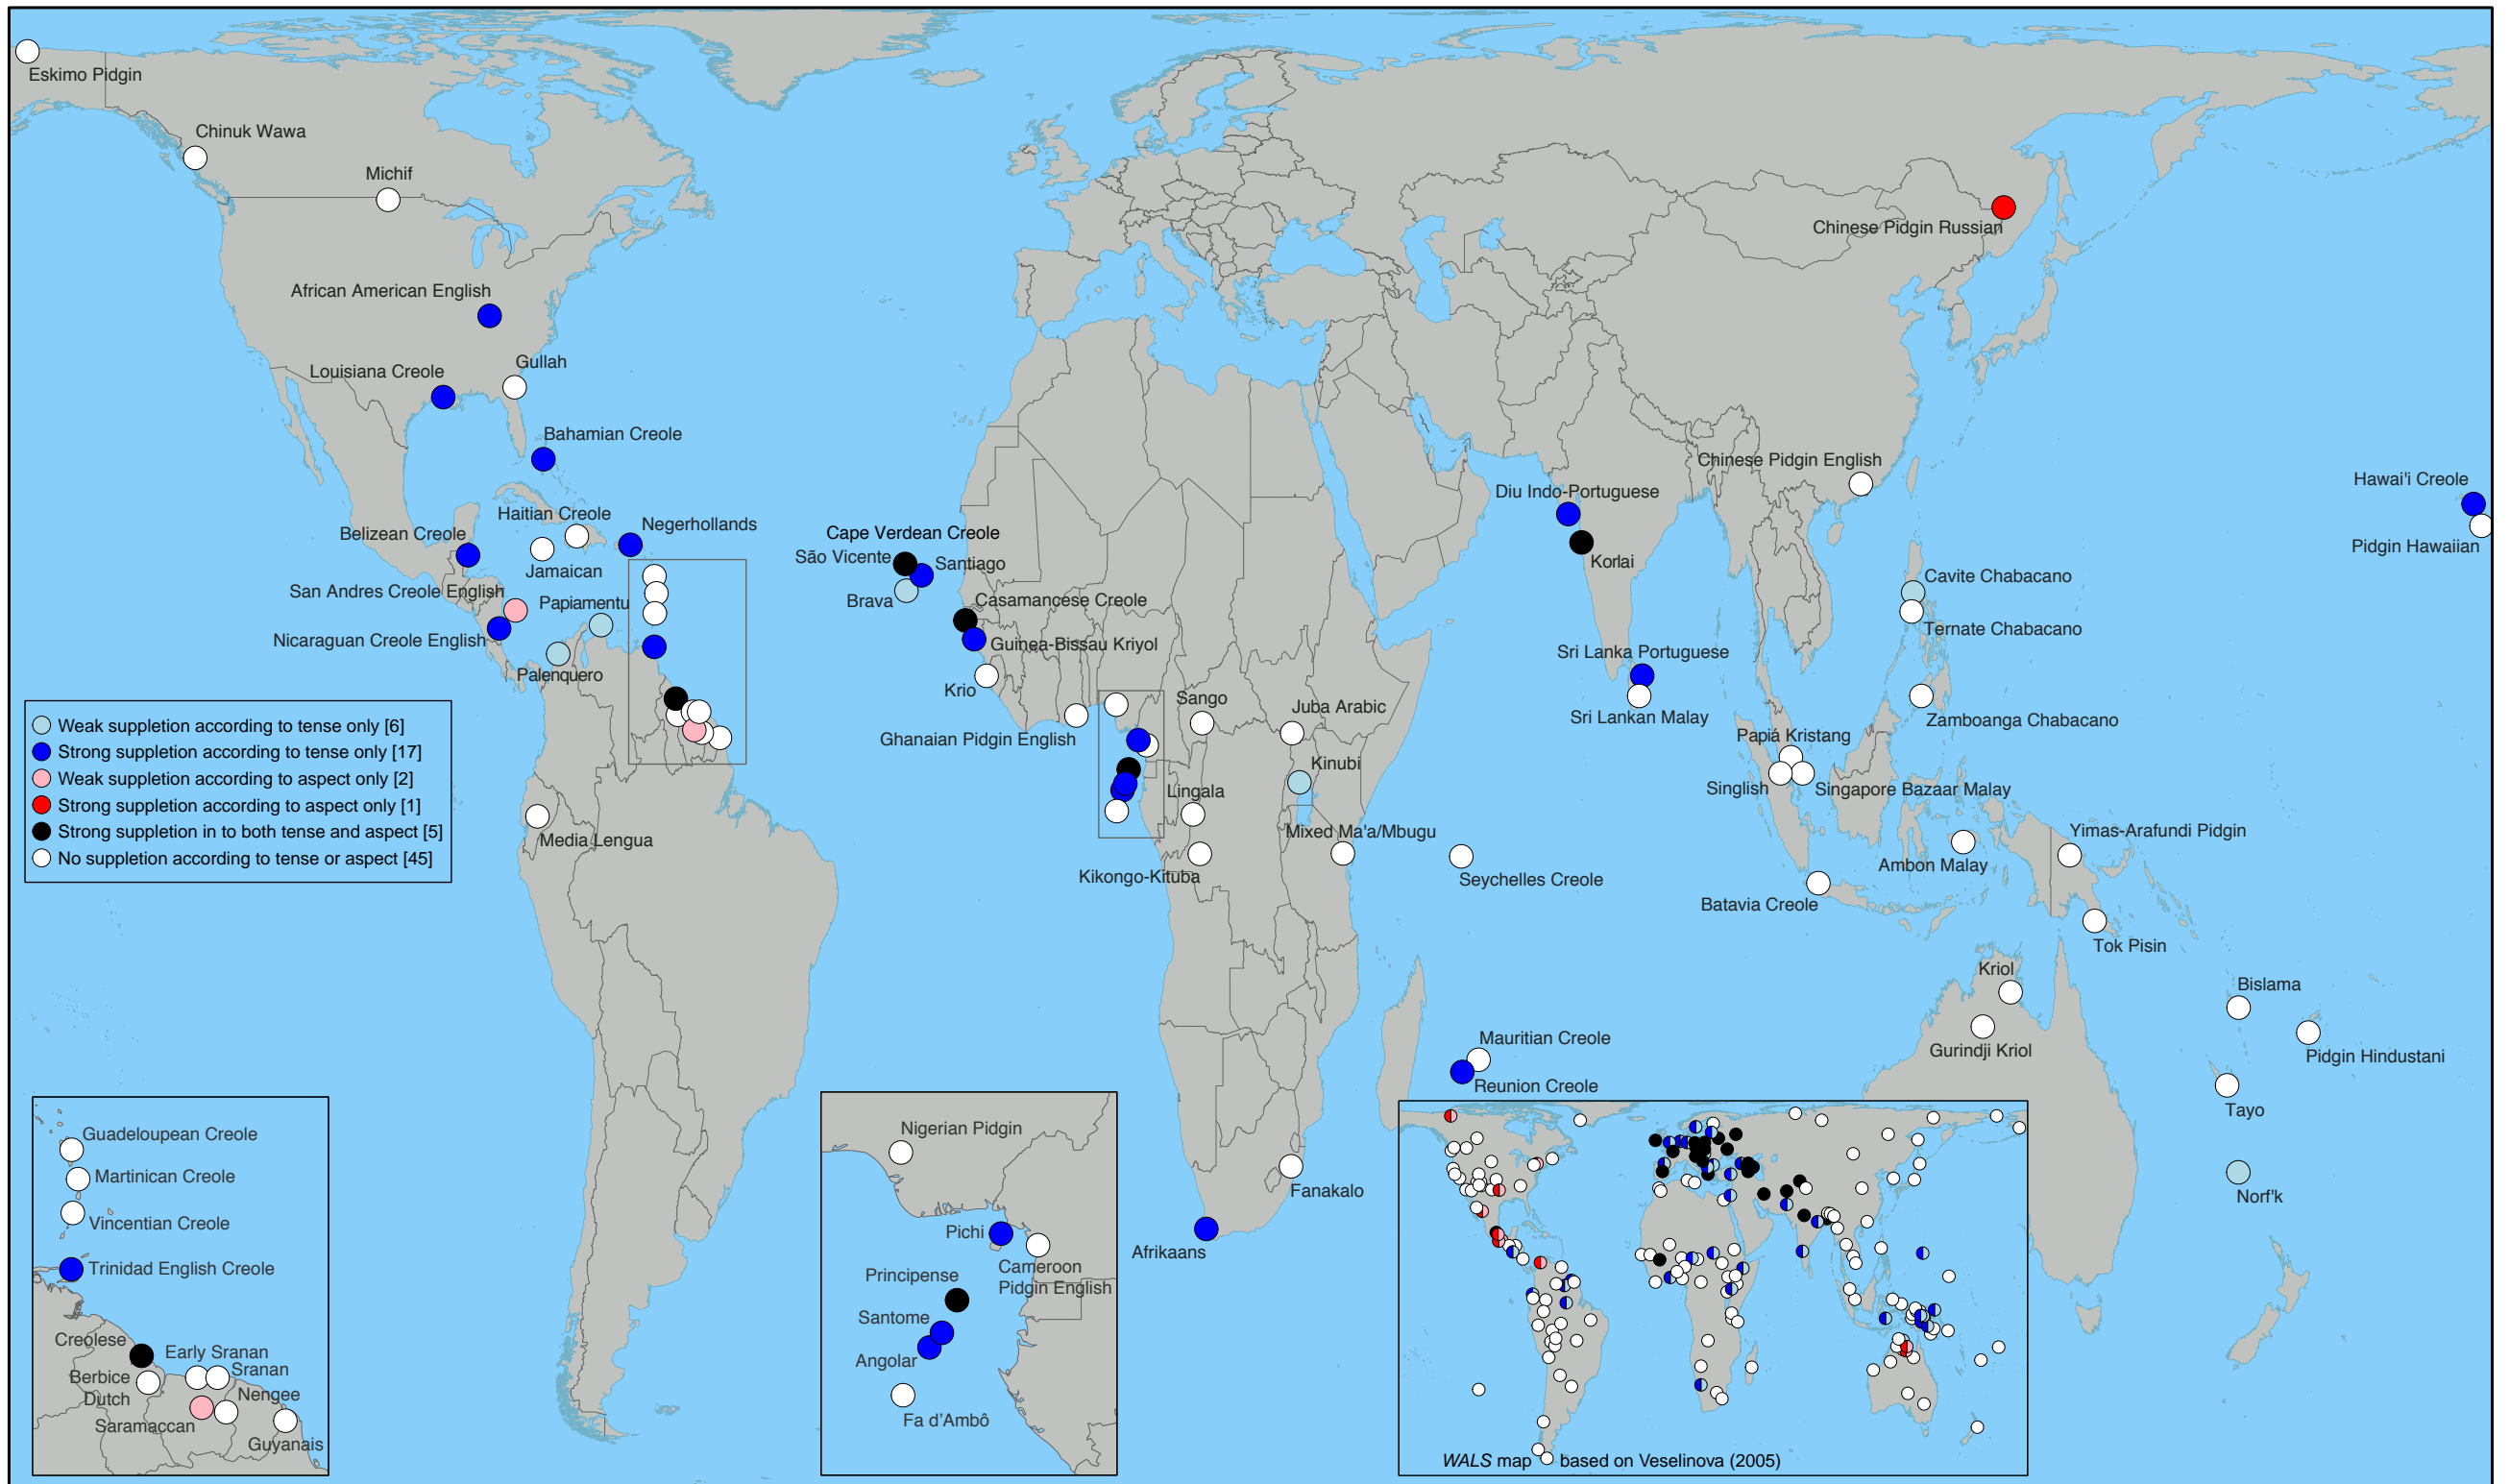 Eskimo Pidgin
Chinuk Wawa
Michif
Chinese Pidgin Russian
African American English
Gullah
Louisiana Creole
Bahamian Creole
Chinese Pidgin English
Hawai'i Creole
Diu Indo-Portuguese
Haitian Creole
Negerhollands
Belizean Creole
Cape Verdean Creole
São Vicente
Santiago
Pidgin Hawaiian
Jamaican
Korlai
Cavite Chabacano
San Andres Creole English
Papiamentu
Brava
Casamancese Creole
Ternate Chabacano
Nicaraguan Creole English
Guinea-Bissau Kriyol
Sri Lanka Portuguese
Palenquero
Krio
Sango
Juba Arabic
Sri Lankan Malay
Zamboanga Chabacano
Ghanaian Pidgin English
Papiá Kristang
Kinubi
Lingala
Singlish
Singapore Bazaar Malay
Weak suppletion according to tense only [6]
Strong suppletion according to tense only [17]
Weak suppletion according to aspect only [2]
Strong suppletion according to aspect only [1]
Strong suppletion in to both tense and aspect [5]
No suppletion according to tense or aspect [45]
Media Lengua
Mixed Ma'a/Mbugu
Yimas-Arafundi Pidgin
Ambon Malay
Kikongo-Kituba
Seychelles Creole
Batavia Creole
Tok Pisin
Kriol
Bislama
Mauritian Creole
Gurindji Kriol
Pidgin Hindustani
Reunion Creole
Tayo
Fanakalo
Norf'k
Afrikaans
Guadeloupean Creole
Martinican Creole
Vincentian Creole
Trinidad English Creole
Creolese
Early Sranan
Sranan
Berbice
Dutch
Nengee
Saramaccan
Guyanais
Nigerian Pidgin
Pichi
Cameroon
Pidgin English
Principense
Santome
Angolar
Fa d'Ambô
WALS map based on Veselinova (2005)